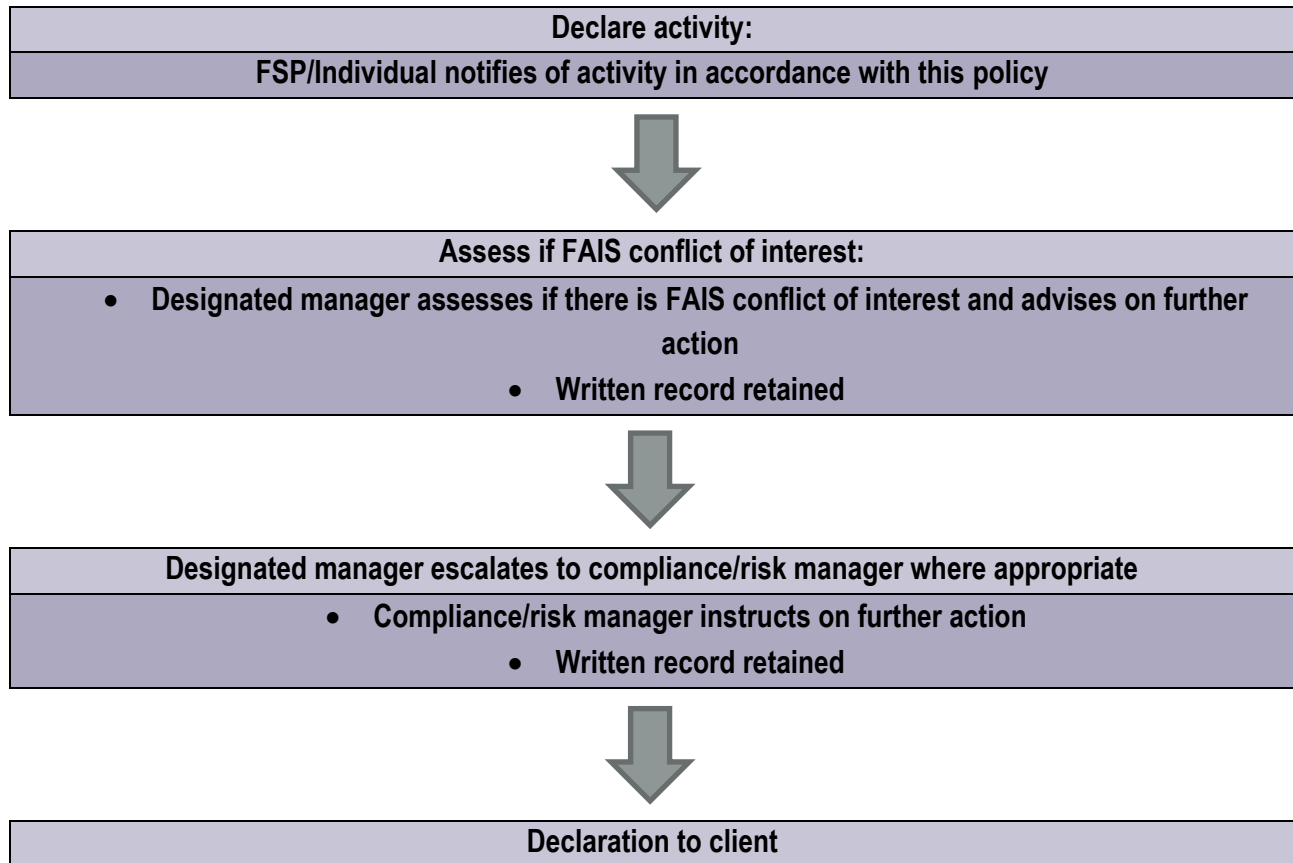 Declare activity:
FSP/Individual notifies of activity in accordance with this policy
Assess if FAIS conflict of interest:
• Designated manager assesses if there is FAIS conflict of interest and advises on further
action
• Written record retained
Designated manager escalates to compliance/risk manager where appropriate
• Compliance/risk manager instructs on further action
• Written record retained
Declaration to client